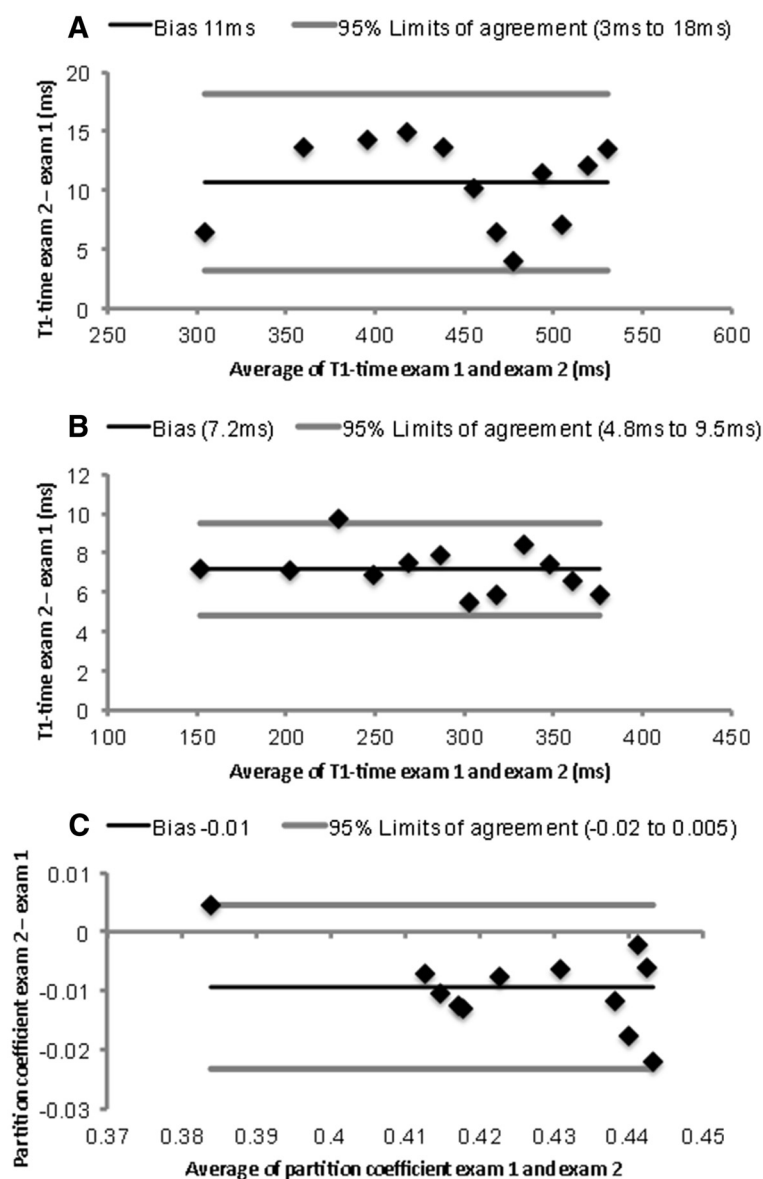 A Bias 11ms 95% Limits of agreement (3ms to 18ms)
T1-time exam 2 – exam 1 (ms)
20
15
10
5
0
250 300 350 400 450 500 550 600
Average of T1-time exam 1 and exam 2 (ms)
B Bias (7.2ms) 95% Limits of agreement (4.8ms to 9.5ms)
T1-time exam 2 – exam 1 (ms)
12
10
8
6
4
2
0
100 150 200 250 300 350 400 450
Average of T1-time exam 1 and exam 2 (ms)
C Bias -0.01 95% Limits of agreement (-0.02 to 0.005)
Partition coefficient exam 2 – exam 1
0.01
0
-0.01
-0.02
-0.03
0.37 0.38 0.39 0.4 0.41 0.42 0.43 0.44 0.45
Average of partition coefficient exam 1 and exam 2